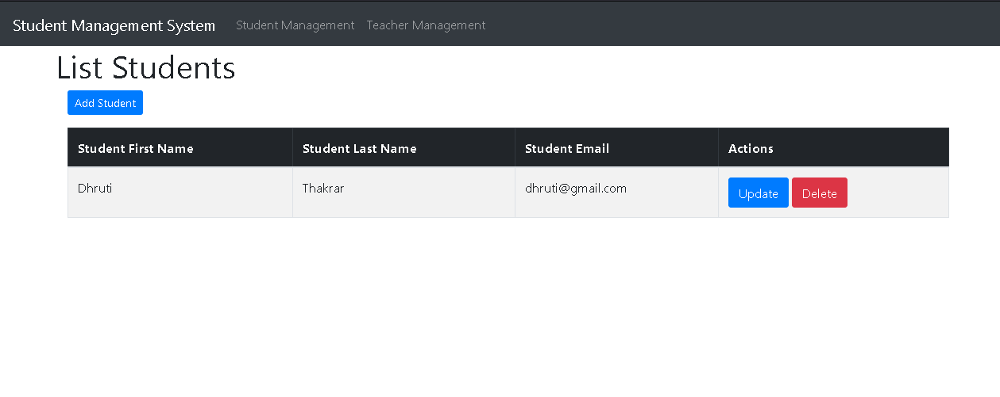 Student Management System Student Management Teacher Management
List Students
Add Student
Student First Name Student Last Name Student Email Actions
Dhruti Thakrar dhruti@gmail.com Update Delete